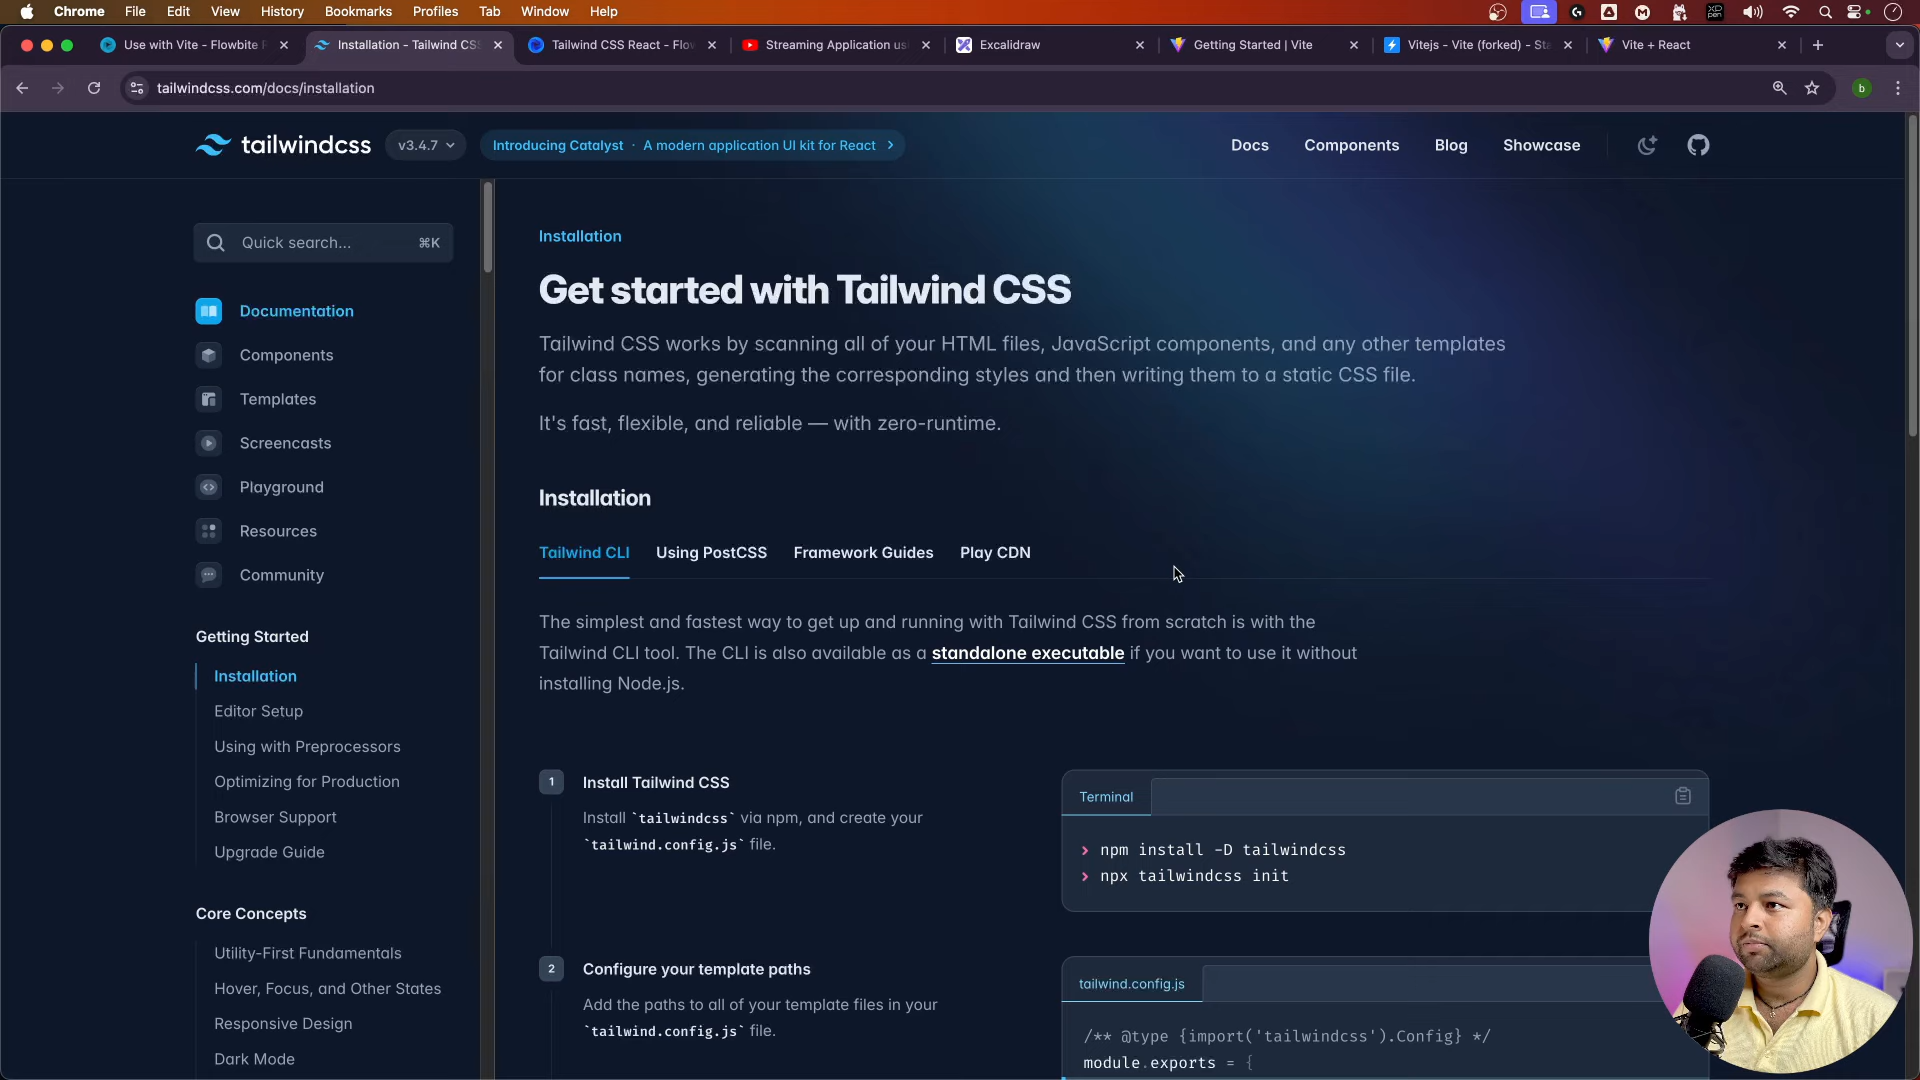 Chrome File Edit View History Bookmarks Profiles Tab Window Help
Use with Vite - Flowbite R
Installation - Tailwind CSS
Tailwind CSS React - Flow
Streaming Application us
Excalidraw
Getting Started | Vite
Vitejs - Vite (forked) - Sta
Vite + React
tailwindcss.com/docs/installation
b
tailwindcss
v3.4.7
Introducing Catalyst · A modern application UI kit for React
Docs Components Blog Showcase
Quick search... ⌘K
Documentation
Components
Templates
Screencasts
Playground
Resources
Community
Getting Started
Installation
Editor Setup
Using with Preprocessors
Optimizing for Production
Browser Support
Upgrade Guide
Core Concepts
Utility-First Fundamentals
Hover, Focus, and Other States
Responsive Design
Dark Mode
Installation
Get started with Tailwind CSS
Tailwind CSS works by scanning all of your HTML files, JavaScript components, and any other templates
for class names, generating the corresponding styles and then writing them to a static CSS file.
It's fast, flexible, and reliable — with zero-runtime.
Installation
Tailwind CLI Using PostCSS Framework Guides Play CDN
The simplest and fastest way to get up and running with Tailwind CSS from scratch is with the
Tailwind CLI tool. The CLI is also available as a standalone executable if you want to use it without
installing Node.js.
1 Install Tailwind CSS
Install `tailwindcss` via npm, and create your
`tailwind.config.js` file.
Terminal
> npm install -D tailwindcss
> npx tailwindcss init
2 Configure your template paths
Add the paths to all of your template files in your
`tailwind.config.js` file.
tailwind.config.js
/** @type {import('tailwindcss').Config} */
module.exports = {